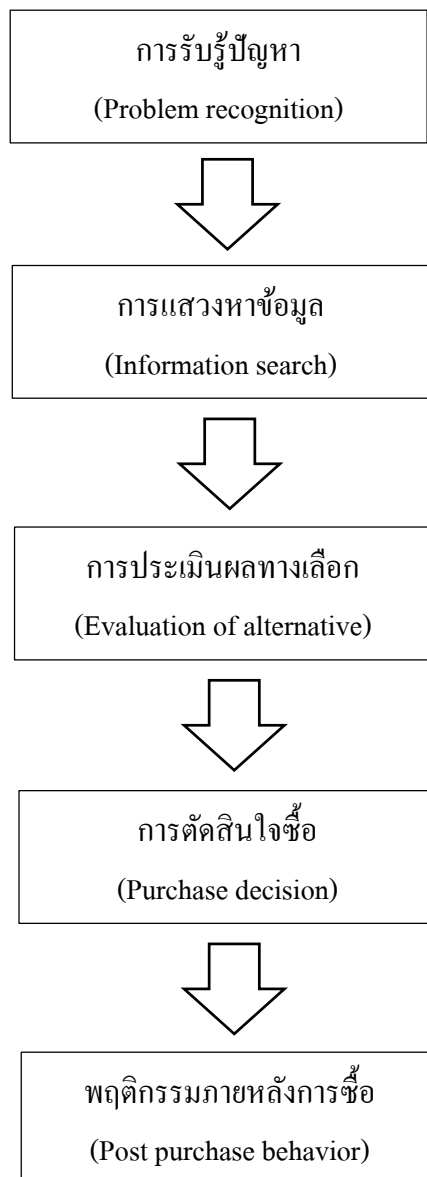 การรับรู้ปัญหา
(Problem recognition)
การแสวงหาข้อมูล
(Information search)
การประเมินผลทางเลือก
(Evaluation of alternative)
การตัดสินใจซื้อ
(Purchase decision)
พฤติกรรมภายหลังการซื้อ
(Post purchase behavior)